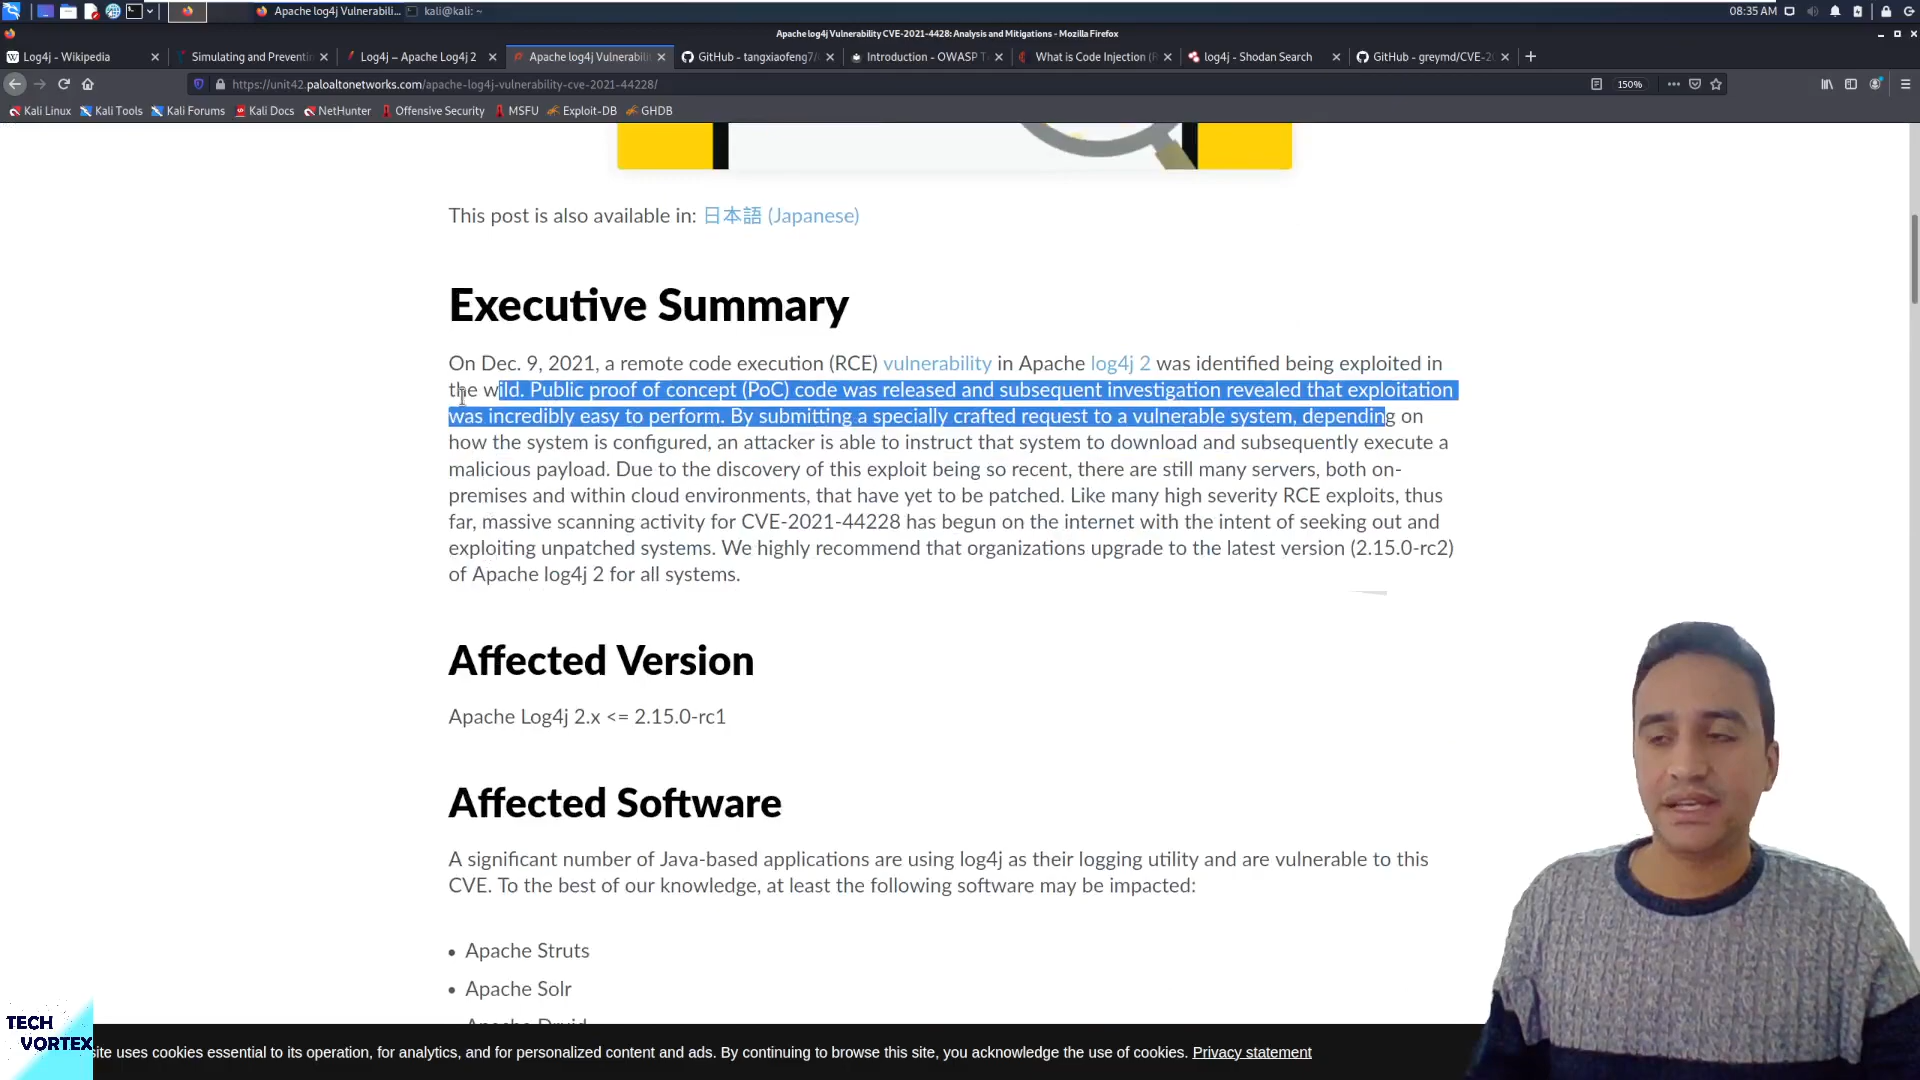 Apache log4j Vulnerabili... kali@kali: ~ 08:35 AM
Apache log4j Vulnerability CVE-2021-4428: Analysis and Mitigations - Mozilla Firefox
Log4j - Wikipedia Simulating and Preventi Log4j – Apache Log4j 2 Apache log4j Vulnerabili GitHub - tangxiaofeng7/ Introduction - OWASP T What is Code Injection (R log4j - Shodan Search GitHub - greymd/CVE-2
https://unit42.paloaltonetworks.com/apache-log4j-vulnerability-cve-2021-44228/ 150%
Kali Linux Kali Tools Kali Forums Kali Docs NetHunter Offensive Security MSFU Exploit-DB GHDB
This post is also available in: 日本語 (Japanese)
Executive Summary
On Dec. 9, 2021, a remote code execution (RCE) vulnerability in Apache log4j 2 was identified being exploited in
the wild. Public proof of concept (PoC) code was released and subsequent investigation revealed that exploitation
was incredibly easy to perform. By submitting a specially crafted request to a vulnerable system, depending on
how the system is configured, an attacker is able to instruct that system to download and subsequently execute a
malicious payload. Due to the discovery of this exploit being so recent, there are still many servers, both on-
premises and within cloud environments, that have yet to be patched. Like many high severity RCE exploits, thus
far, massive scanning activity for CVE-2021-44228 has begun on the internet with the intent of seeking out and
exploiting unpatched systems. We highly recommend that organizations upgrade to the latest version (2.15.0-rc2)
of Apache log4j 2 for all systems.
Affected Version
Apache Log4j 2.x <= 2.15.0-rc1
Affected Software
A significant number of Java-based applications are using log4j as their logging utility and are vulnerable to this
CVE. To the best of our knowledge, at least the following software may be impacted:
• Apache Struts
• Apache Solr
Apache Druid
TECH
VORTEX
site uses cookies essential to its operation, for analytics, and for personalized content and ads. By continuing to browse this site, you acknowledge the use of cookies. Privacy statement